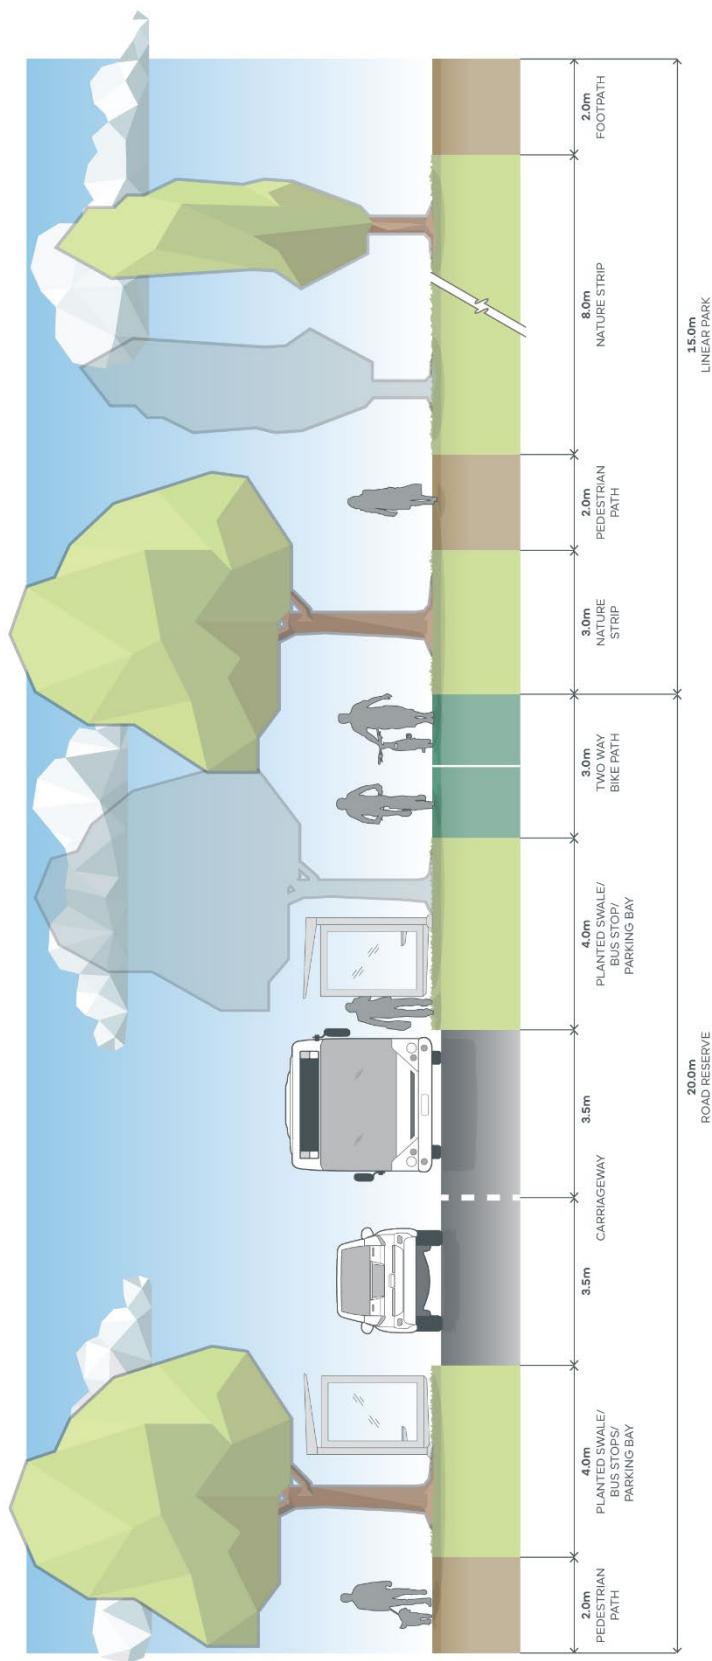 2.0m
PEDESTRIAN
PATH
4.0m
PLANTED SWALE/
BUS STOPS/
PARKING BAY
3.5m
CARRIAGEWAY
3.5m
4.0m
PLANTED SWALE/
BUS STOP/
PARKING BAY
3.0m
TWO WAY
BIKE PATH
3.0m
NATURE
STRIP
2.0m
PEDESTRIAN
PATH
8.0m
NATURE STRIP
2.0m
FOOTPATH
20.0m
ROAD RESERVE
15.0m
LINEAR PARK